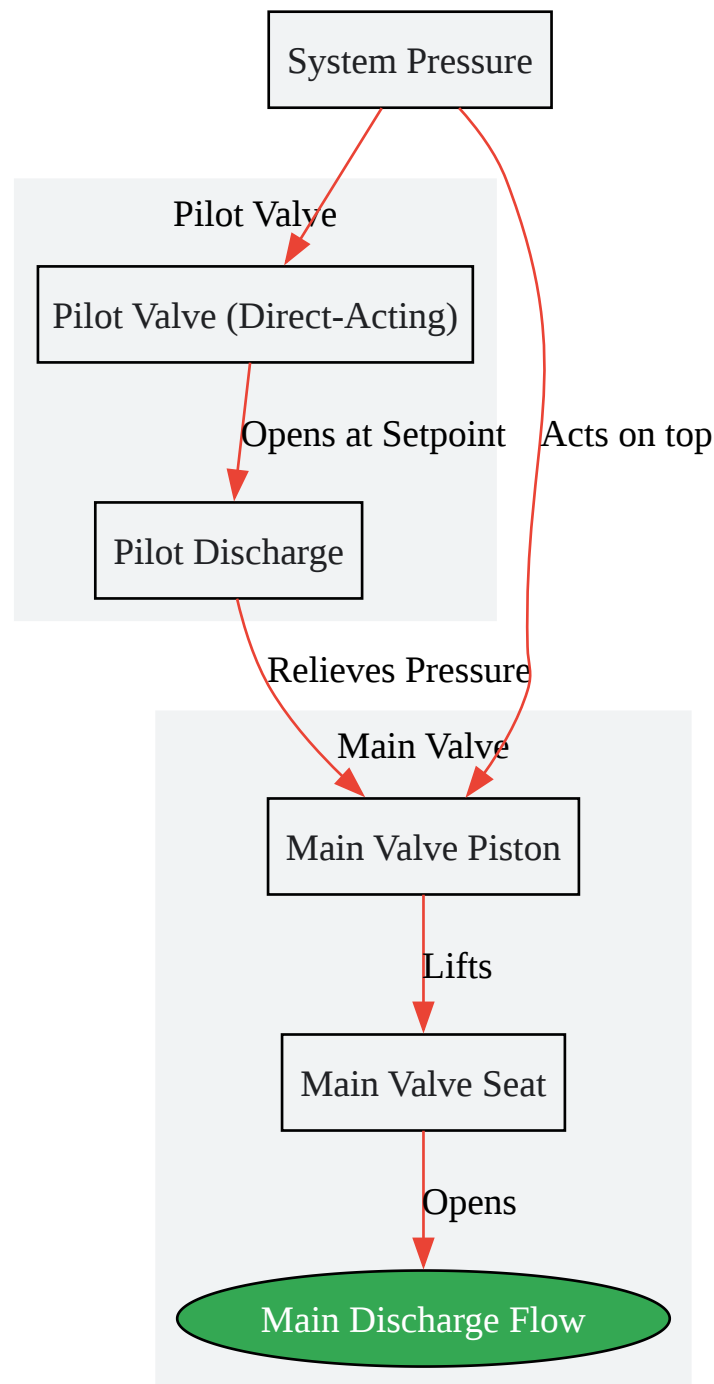 System Pressure
Pilot Valve
Pilot Valve (Direct-Acting)
Opens at Setpoint
Acts on top
Pilot Discharge
Relieves Pressure
Main Valve
Main Valve Piston
Lifts
Main Valve Seat
Opens
Main Discharge Flow